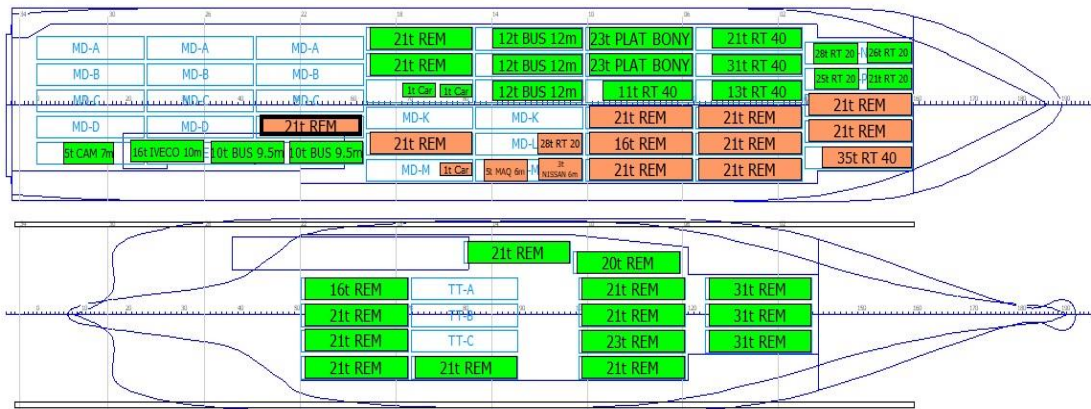 21t REM 12t BUS 12m 23t PLAT BONY 21t RT 40
MD-A MD-A MD-A 28t RT 20 26t RT 20
21t REM 12t BUS 12m 23t PLAT BONY 31t RT 40
MD-B MD-B MD-B 25t RT 20 21t RT 20
1t Car 1t Car 12t BUS 12m 11t RT 40 13t RT 40
MD-C MD-C MD-C 21t REM
MD-D MD-D 21t REM MD-K MD-K 21t REM 21t REM 21t REM
5t CAM 7m 16t IVECO 10m 10t BUS 9.5m 10t BUS 9.5m 21t REM MD-L 28t RT 20 16t REM 21t REM 35t RT 40
MD-M 1t Car 5t MAQ 6m 3t NISSAN 6m 21t REM 21t REM
21t REM
20t REM
16t REM TT-A 21t REM 31t REM
21t REM TT-B 21t REM 31t REM
21t REM TT-C 23t REM 31t REM
21t REM 21t REM 21t REM